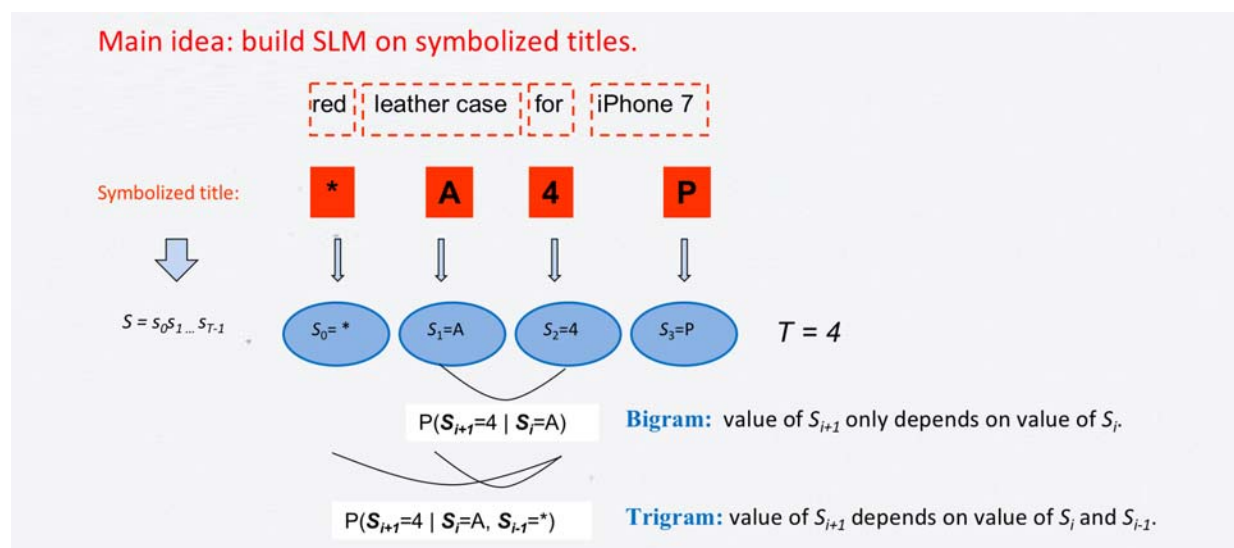 Main idea: build SLM on symbolized titles.
red leather case for iPhone 7
Symbolized title: * A 4 P
S = s0s1... sT-1 S0= * S1=A S2=4 S3=P T = 4
P(Si+1=4 | Si=A) Bigram: value of Si+1 only depends on value of Si.
P(Si+1=4 | Si=A, Si-1=*) Trigram: value of Si+1 depends on value of Si and Si-1.